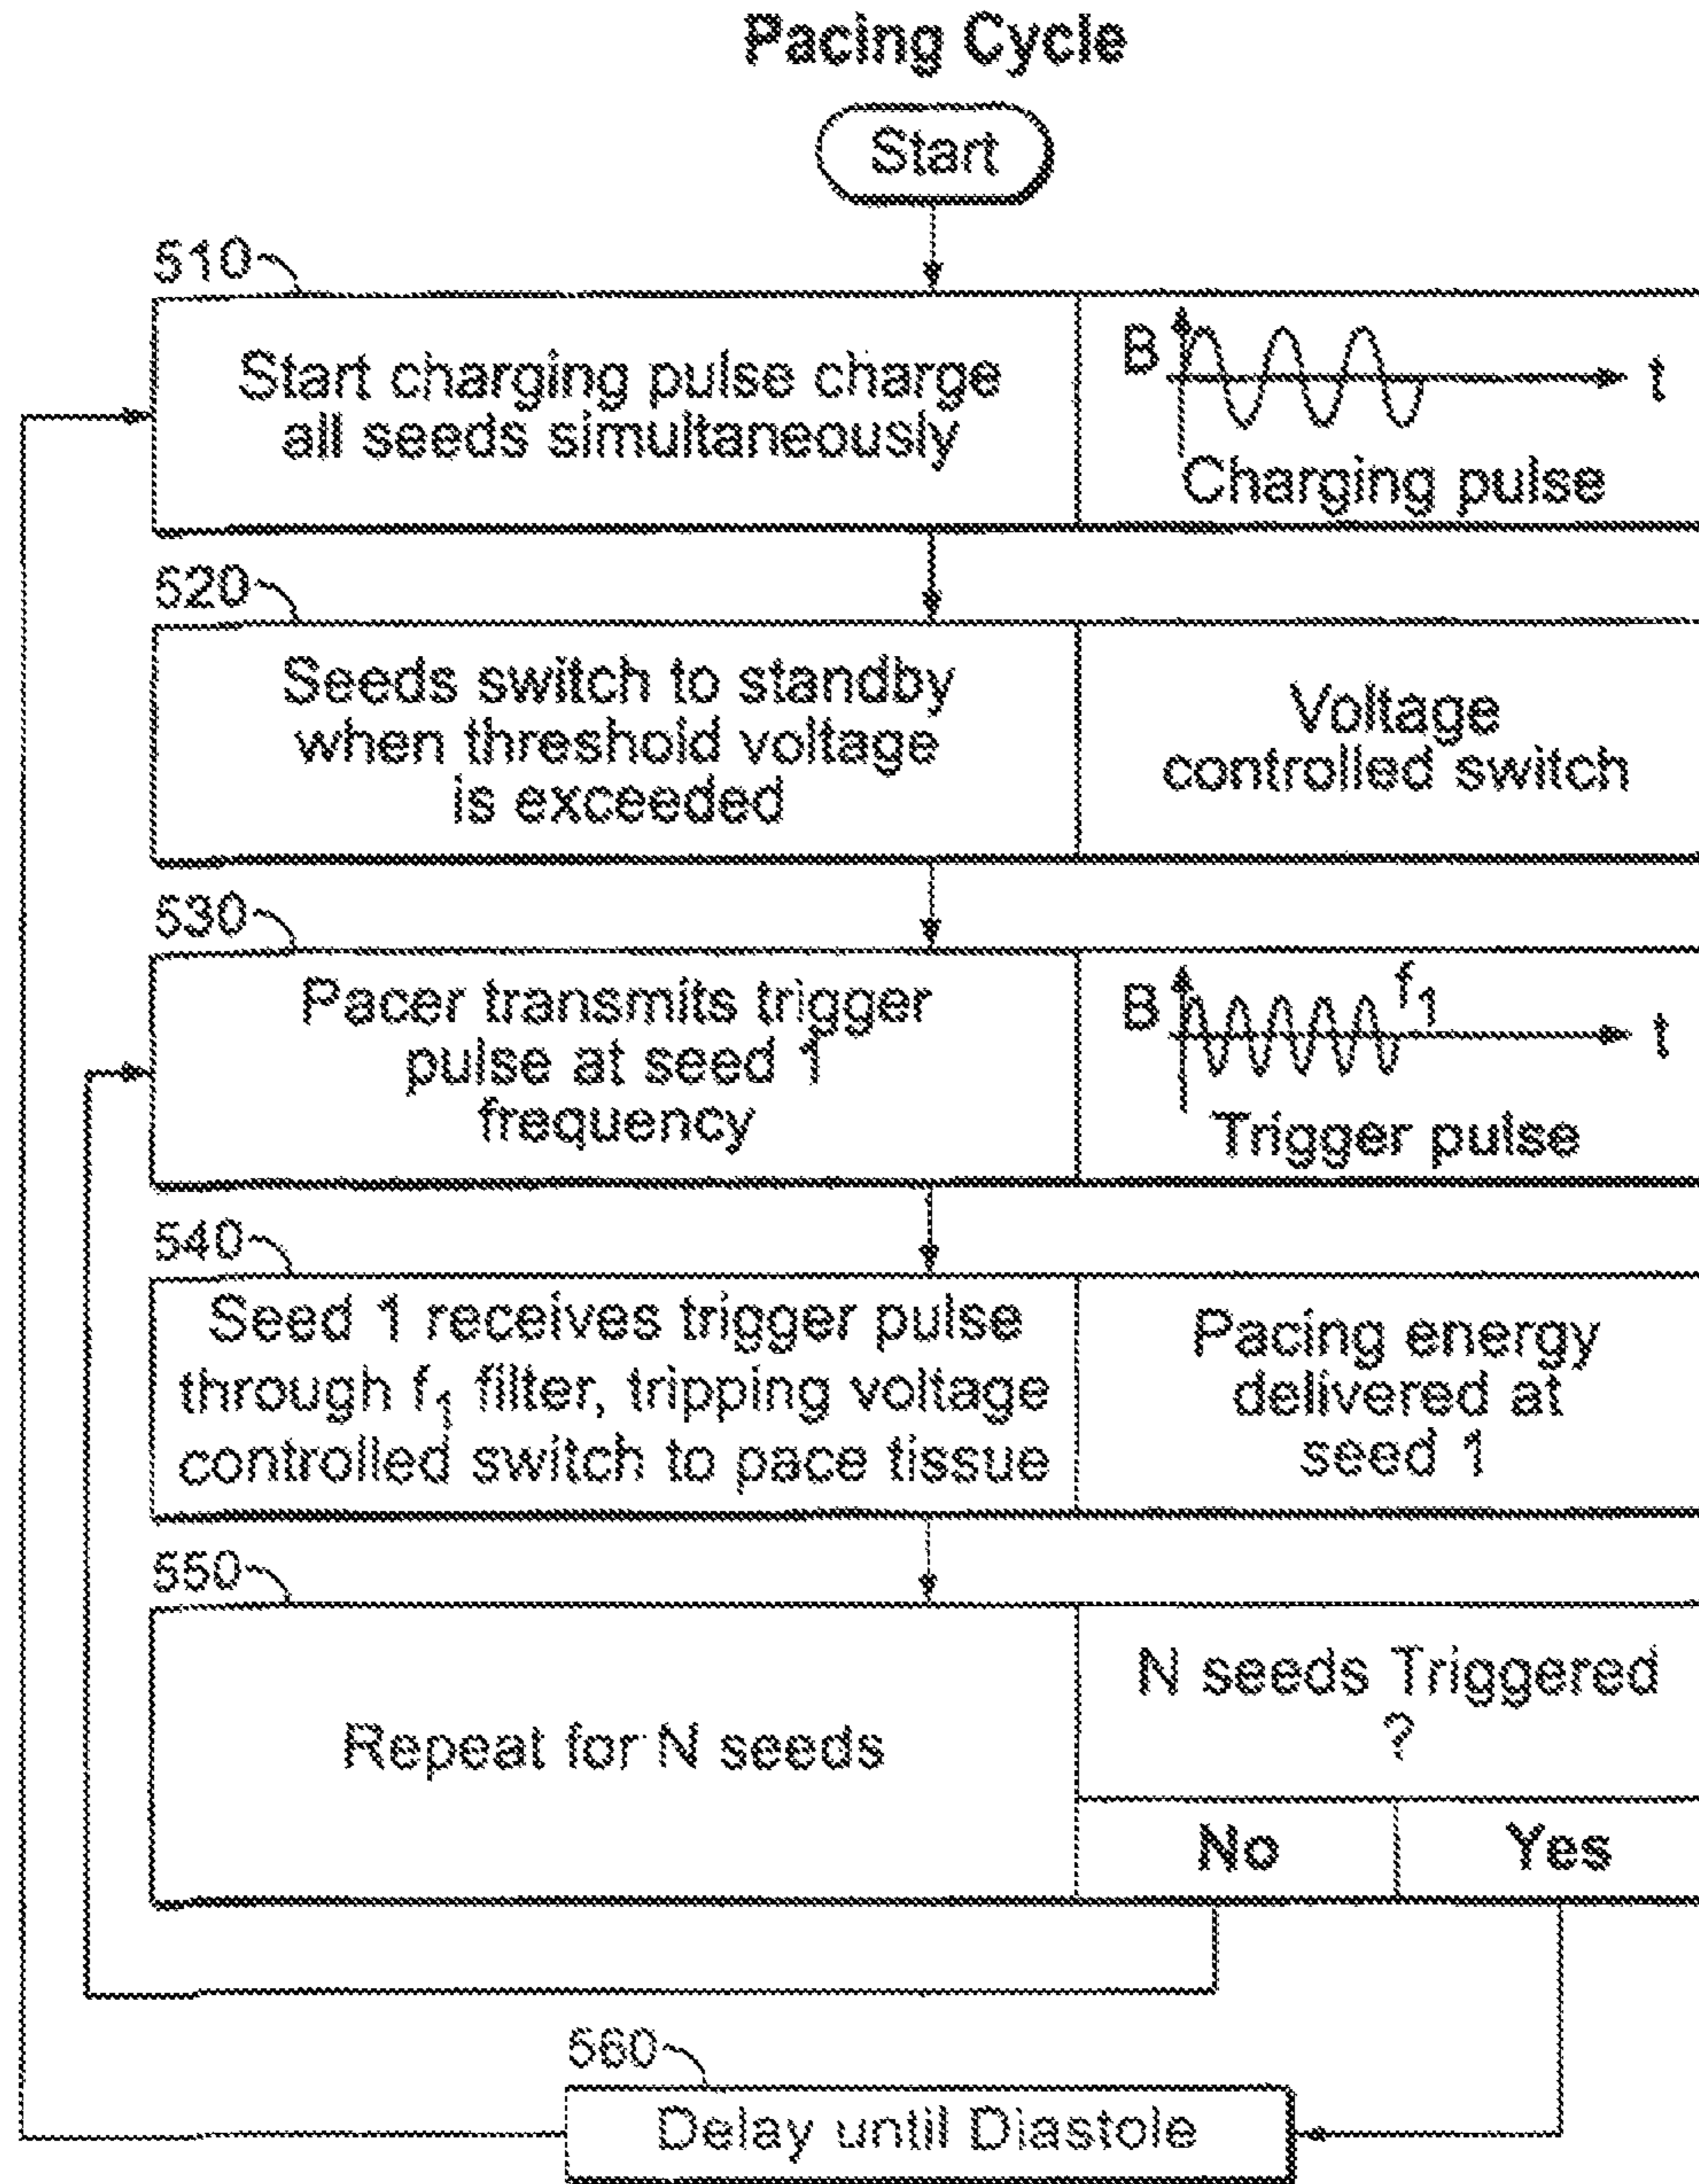 Pacing Cycle
Start
510
Start charging pulse charge
all seeds simultaneously
B
t
Charging pulse
520
Seeds switch to standby
when threshold voltage
is exceeded
Voltage
controlled switch
530
Pacer transmits trigger
pulse at seed 1
frequency
B
f₁
t
Trigger pulse
540
Seed 1 receives trigger pulse
through f₁ filter, tripping voltage
controlled switch to pace tissue
Pacing energy
delivered at
seed 1
550
Repeat for N seeds
N seeds Triggered
?
No
Yes
560
Delay until Diastole